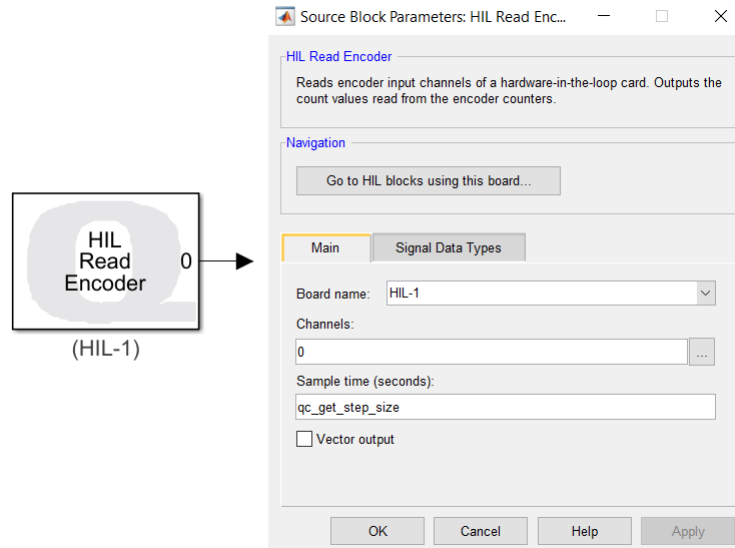 Source Block Parameters: HIL Read Enc...
HIL Read Encoder
Reads encoder input channels of a hardware-in-the-loop card. Outputs the
count values read from the encoder counters.
Navigation
Go to HIL blocks using this board...
Main
Signal Data Types
Board name:
HIL-1
Channels:
0
...
Sample time (seconds):
qc_get_step_size
Vector output
OK
Cancel
Help
Apply
HIL
Read
Encoder
0
(HIL-1)